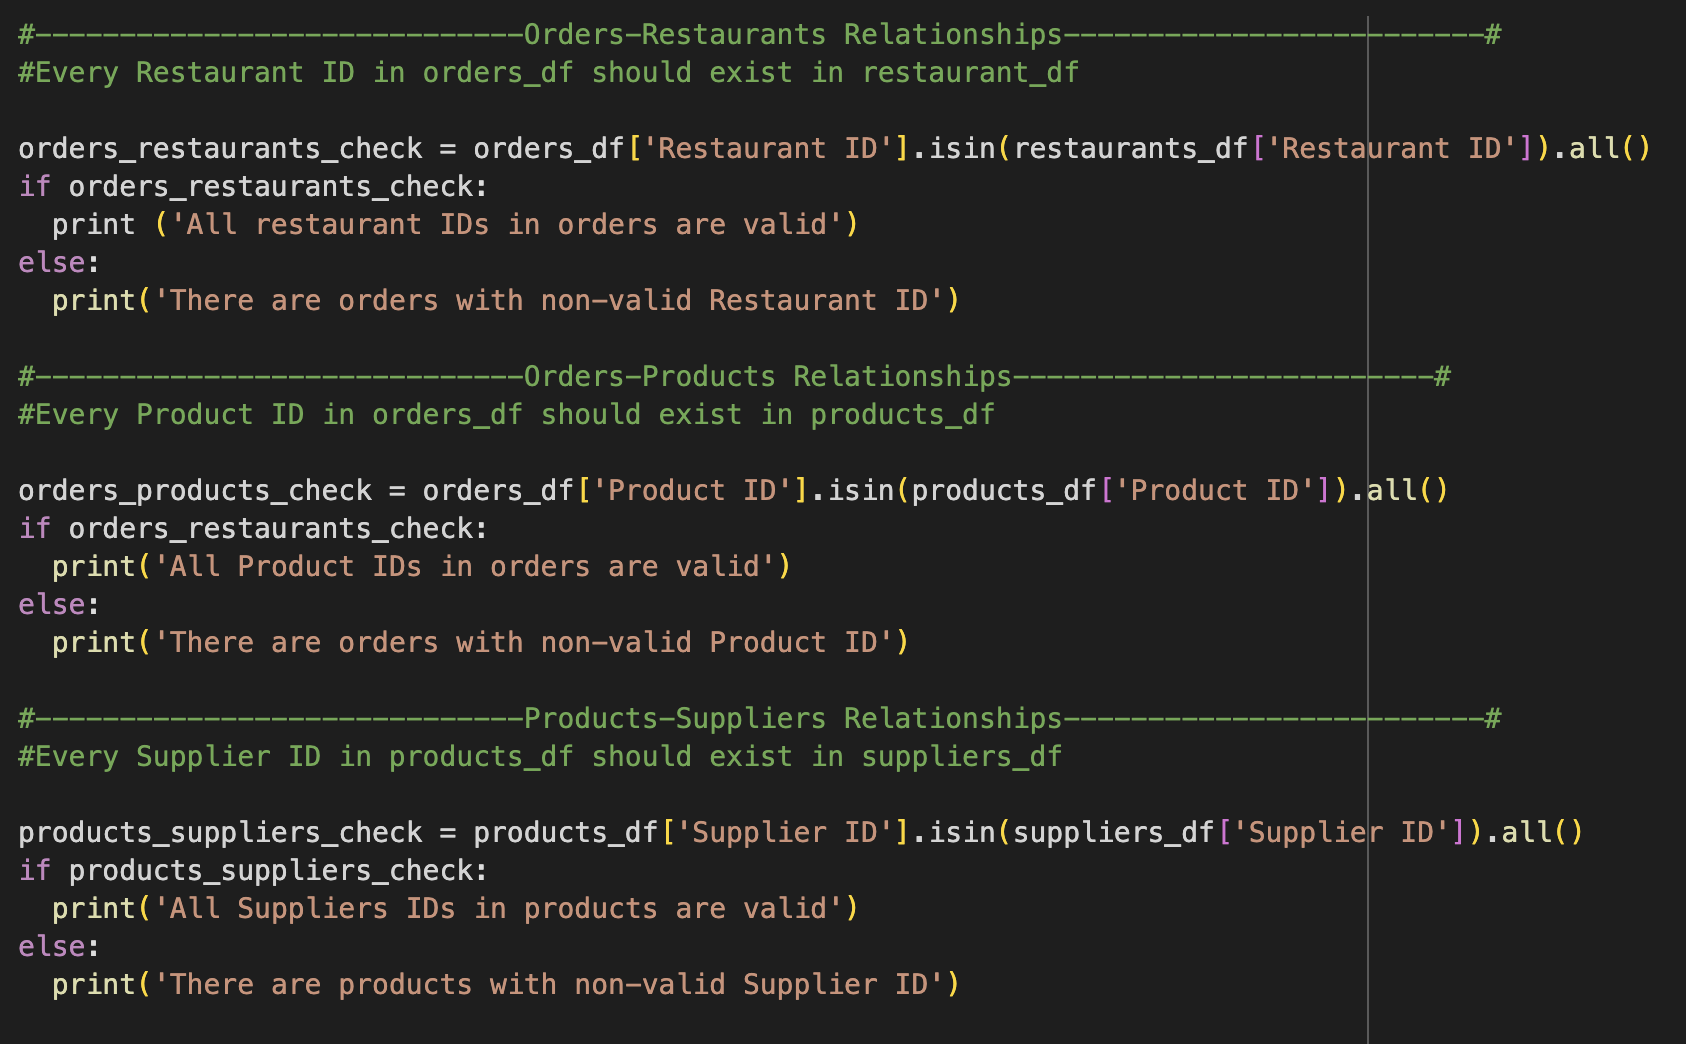 #-----------------------------Orders-Restaurants Relationships-------------------------#
#Every Restaurant ID in orders_df should exist in restaurant_df
orders_restaurants_check = orders_df['Restaurant ID'].isin(restaurants_df['Restaurant ID']).all()
if orders_restaurants_check:
  print ('All restaurant IDs in orders are valid')
else:
  print('There are orders with non-valid Restaurant ID')
#-----------------------------Orders-Products Relationships-------------------------#
#Every Product ID in orders_df should exist in products_df
orders_products_check = orders_df['Product ID'].isin(products_df['Product ID']).all()
if orders_restaurants_check:
  print('All Product IDs in orders are valid')
else:
  print('There are orders with non-valid Product ID')
#-----------------------------Products-Suppliers Relationships-------------------------#
#Every Supplier ID in products_df should exist in suppliers_df
products_suppliers_check = products_df['Supplier ID'].isin(suppliers_df['Supplier ID']).all()
if products_suppliers_check:
  print('All Suppliers IDs in products are valid')
else:
  print('There are products with non-valid Supplier ID')